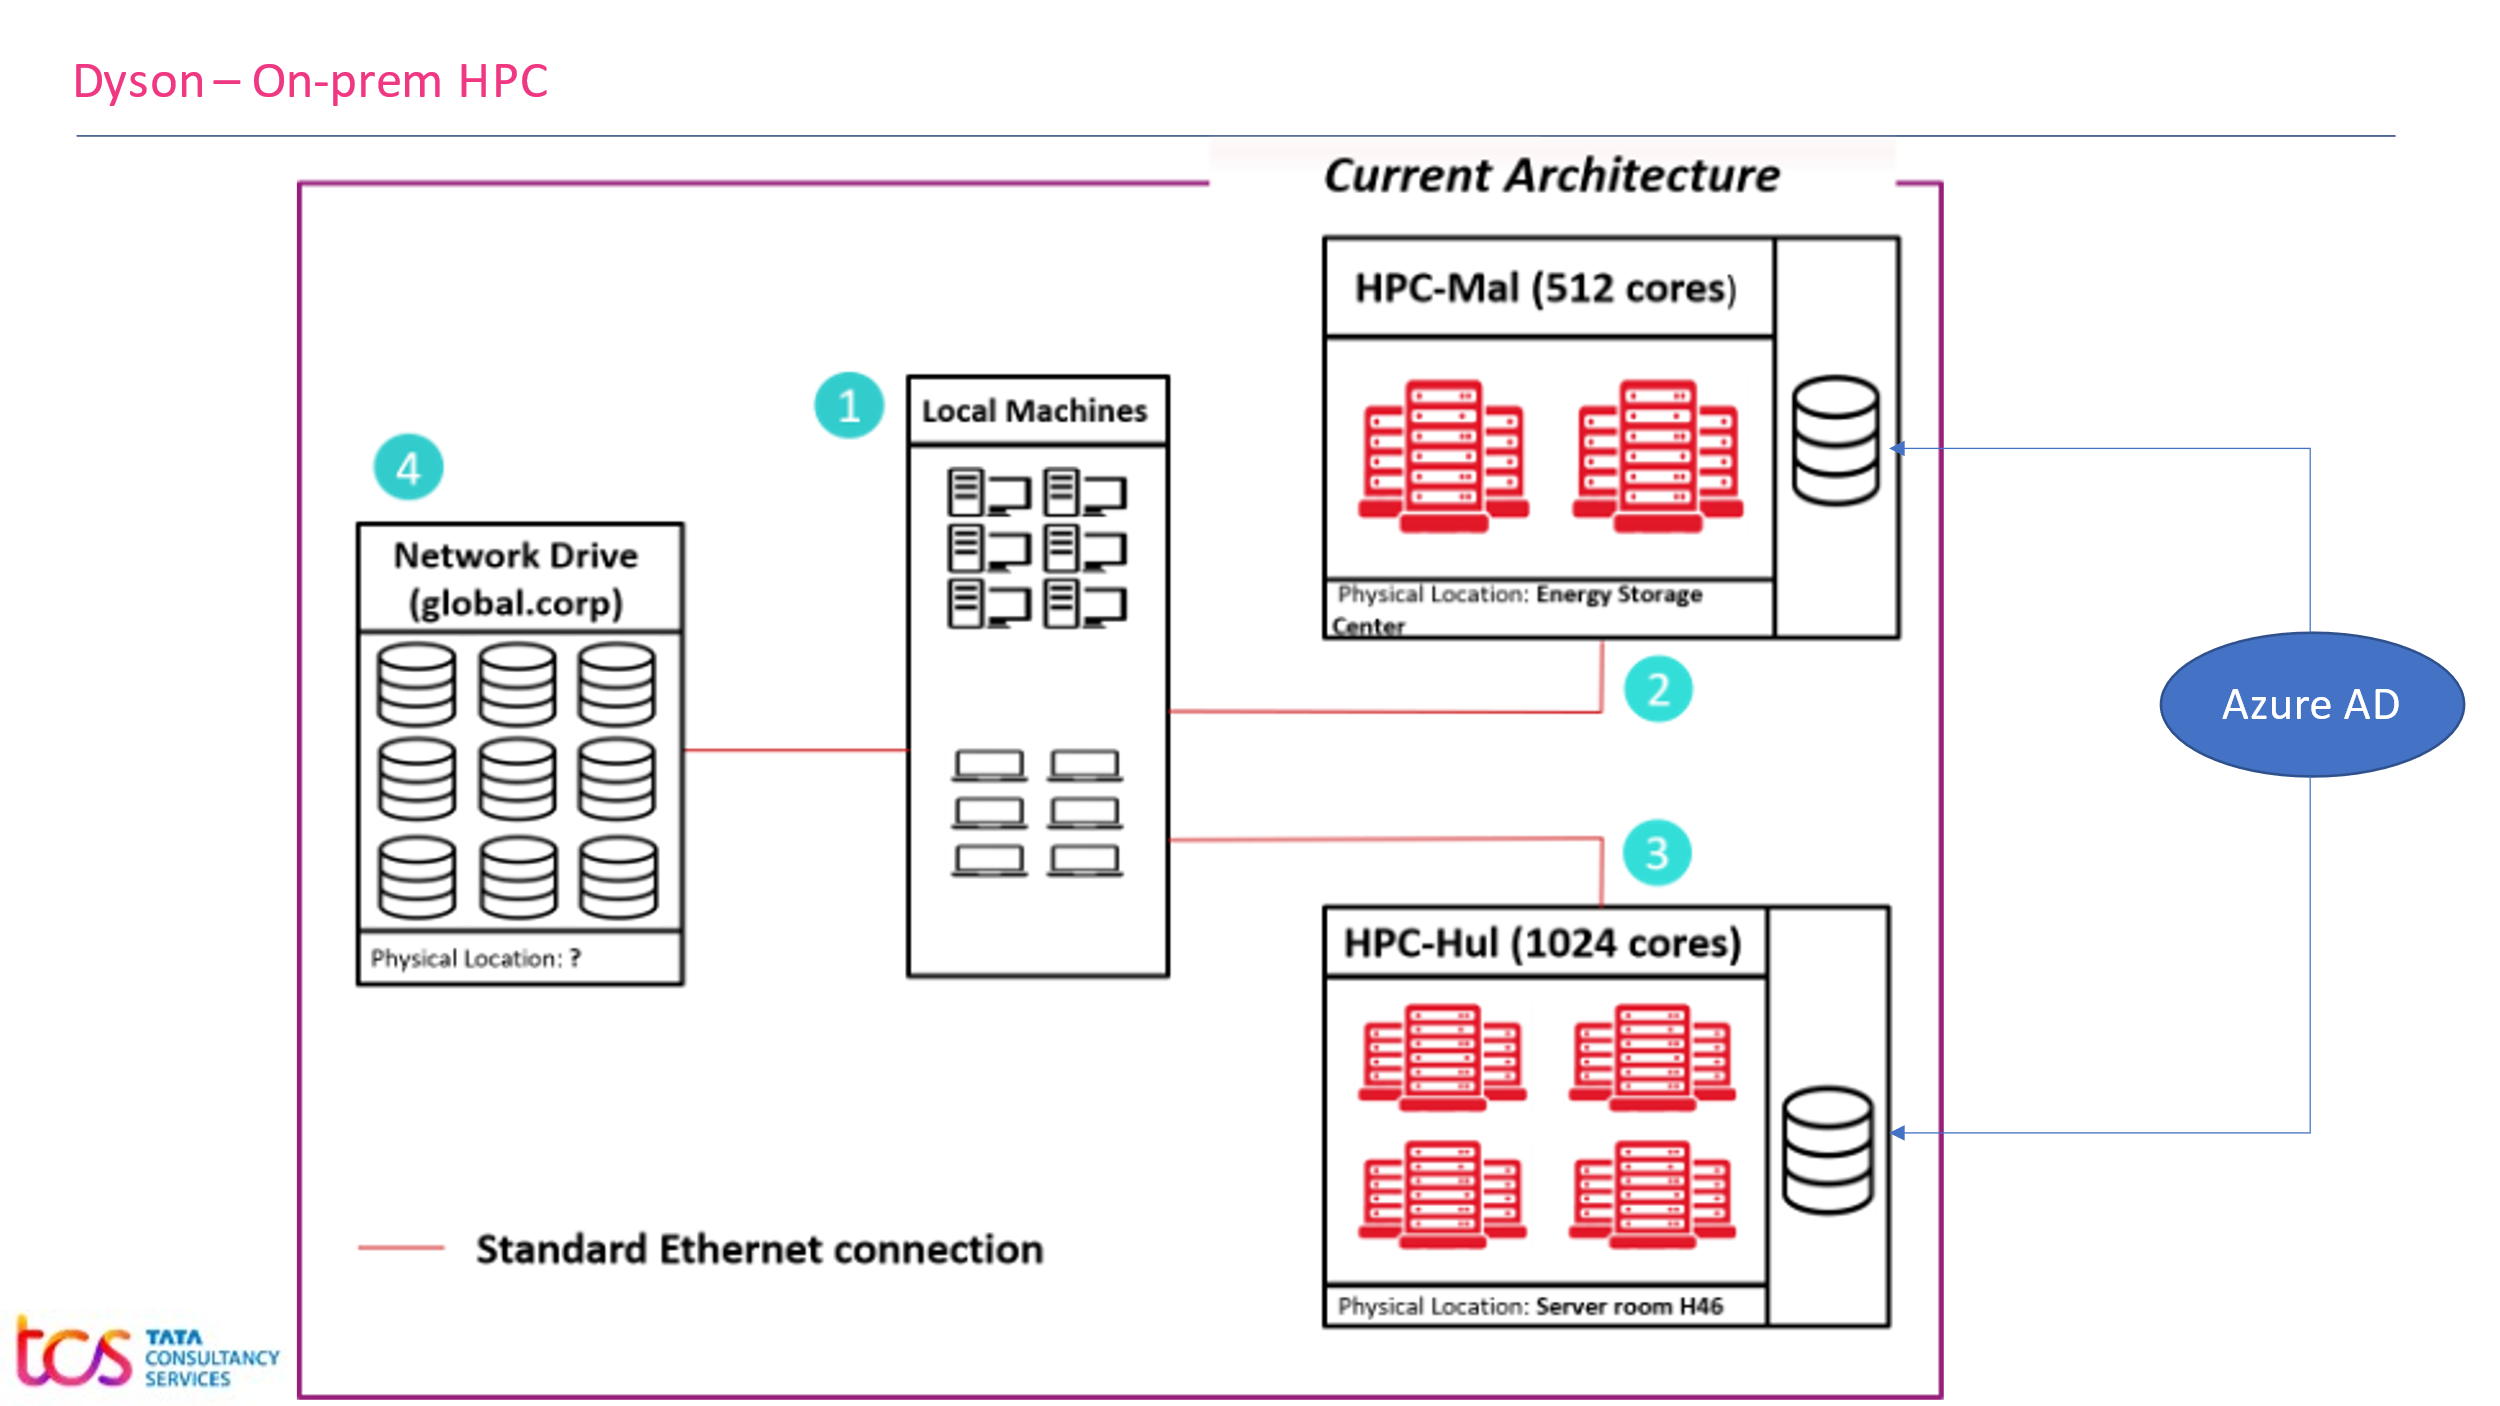 Dyson – On-prem HPC
Current Architecture
HPC-Mal (512 cores)
Physical Location: Energy Storage
Center
1
Local Machines
4
Network Drive
(global.corp)
Physical Location: ?
2
Azure AD
3
HPC-Hul (1024 cores)
Physical Location: Server room H46
Standard Ethernet connection
tcs
TATA
CONSULTANCY
SERVICES